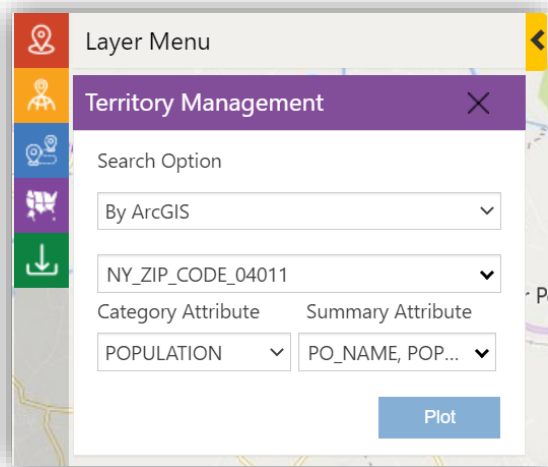 Layer Menu
Territory Management
Search Option
By ArcGIS
NY_ZIP_CODE_04011
Category Attribute Summary Attribute
POPULATION PO_NAME, POP...
Plot